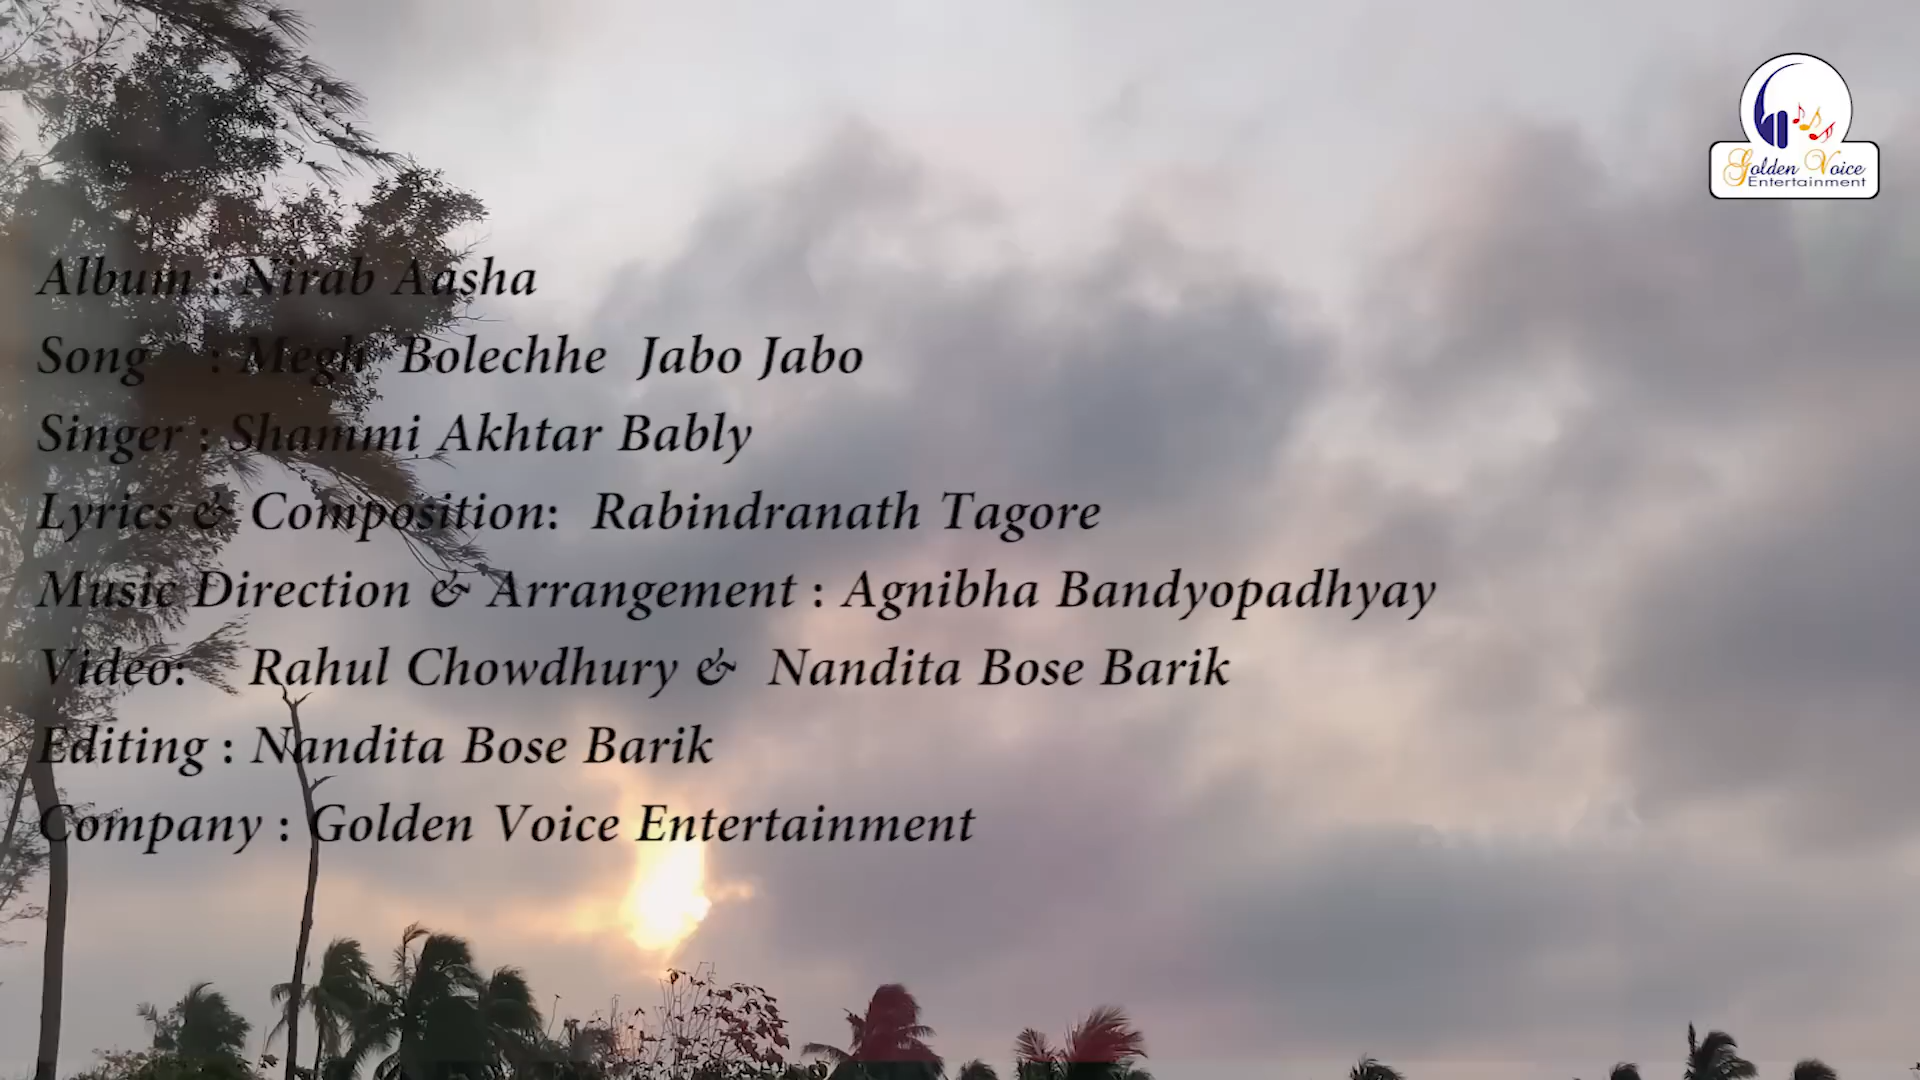 Golden Voice
Entertainment
Album : Nirab Aasha
Song : Megh Bolechhe Jabo Jabo
Singer : Shammi Akhtar Bably
Lyrics & Composition: Rabindranath Tagore
Music Direction & Arrangement : Agnibha Bandyopadhyay
Video: Rahul Chowdhury & Nandita Bose Barik
Editing : Nandita Bose Barik
Company : Golden Voice Entertainment